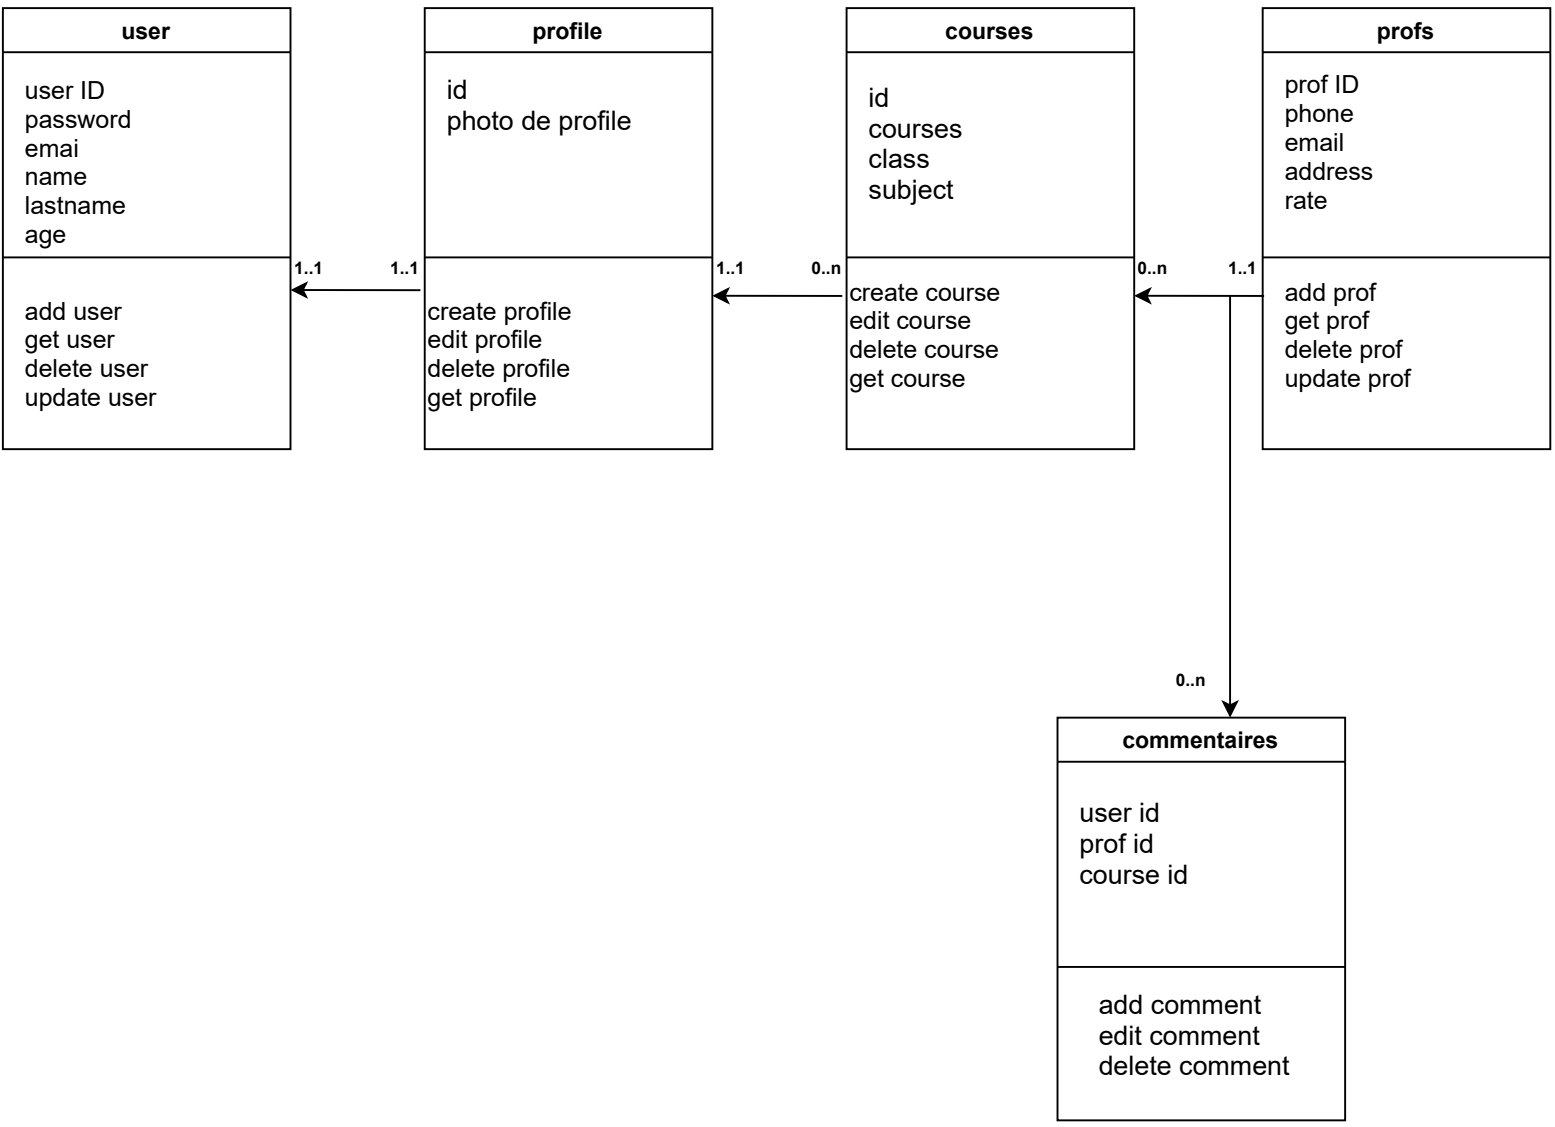 user
user ID
password
emai
name
lastname
age
add user
get user
delete user
update user
1..1
1..1
profile
id
photo de profile
create profile
edit profile
delete profile
get profile
1..1
0..n
courses
id
courses
class
subject
create course
edit course
delete course
get course
0..n
1..1
profs
prof ID
phone
email
address
rate
add prof
get prof
delete prof
update prof
0..n
commentaires
user id
prof id
course id
add comment
edit comment
delete comment